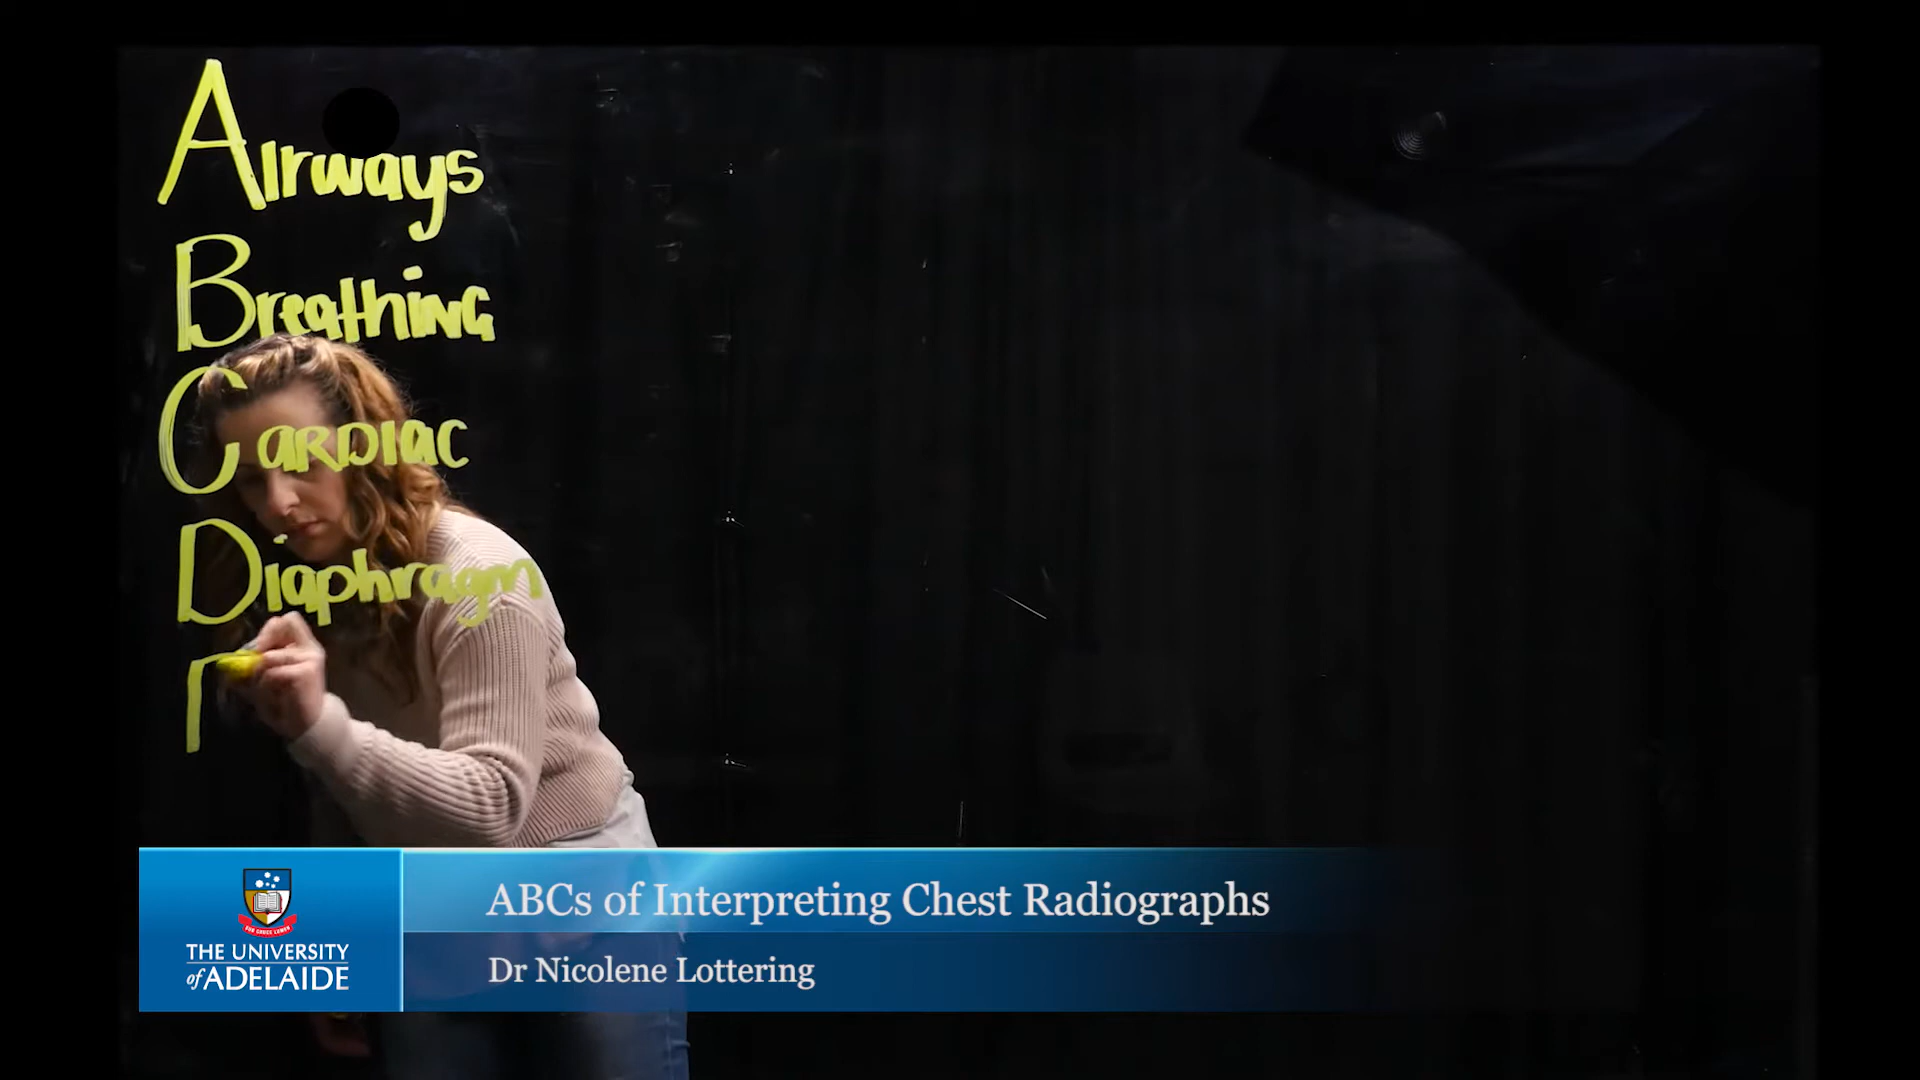 Airways
Breathing
Cardiac
Diaphragm
ABCs of Interpreting Chest Radiographs
Dr Nicolene Lottering
THE UNIVERSITY
of ADELAIDE